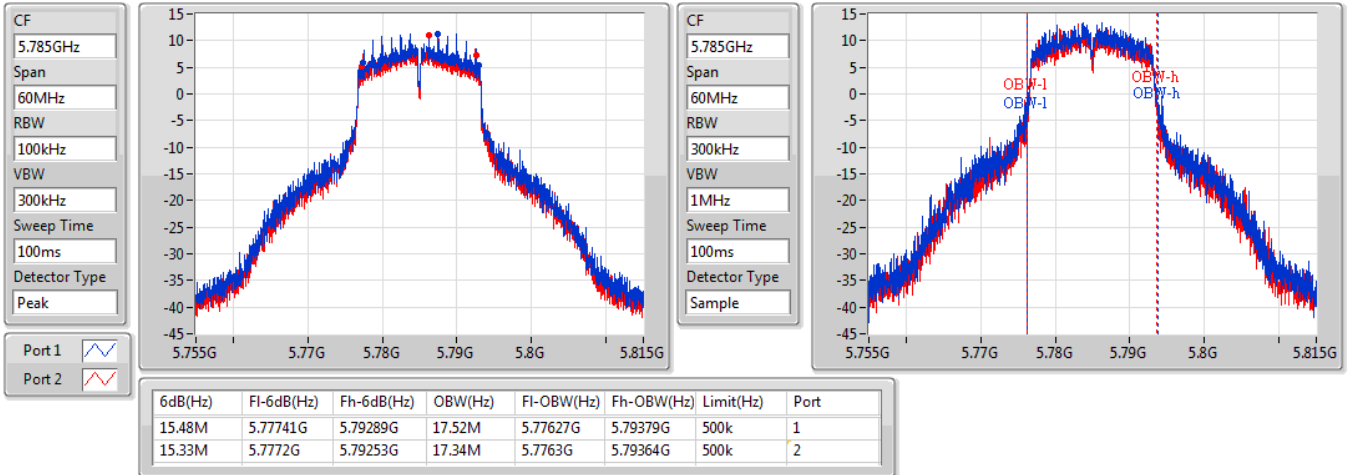 CF
5.785GHz
Span
60MHz
RBW
100kHz
VBW
300kHz
Sweep Time
100ms
Detector Type
Peak
Port 1
Port 2
15-
10-
5-
0-
-5-
-10-
-15-
-20-
-25-
-30-
-35-
-40-
-45-
5.755G 5.77G 5.78G 5.79G 5.8G 5.815G
CF
5.785GHz
Span
60MHz
RBW
300kHz
VBW
1MHz
Sweep Time
100ms
Detector Type
Sample
15-
10-
5-
0-
-5-
-10-
-15-
-20-
-25-
-30-
-35-
-40-
-45-
OBW-l OBW-h
OBW-l OBW-h
5.755G 5.77G 5.78G 5.79G 5.8G 5.815G
6dB(Hz) Fl-6dB(Hz) Fh-6dB(Hz) OBW(Hz) Fl-OBW(Hz) Fh-OBW(Hz) Limit(Hz) Port
15.48M 5.77741G 5.79289G 17.52M 5.77627G 5.79379G 500k 1
15.33M 5.7772G 5.79253G 17.34M 5.7763G 5.79364G 500k 2